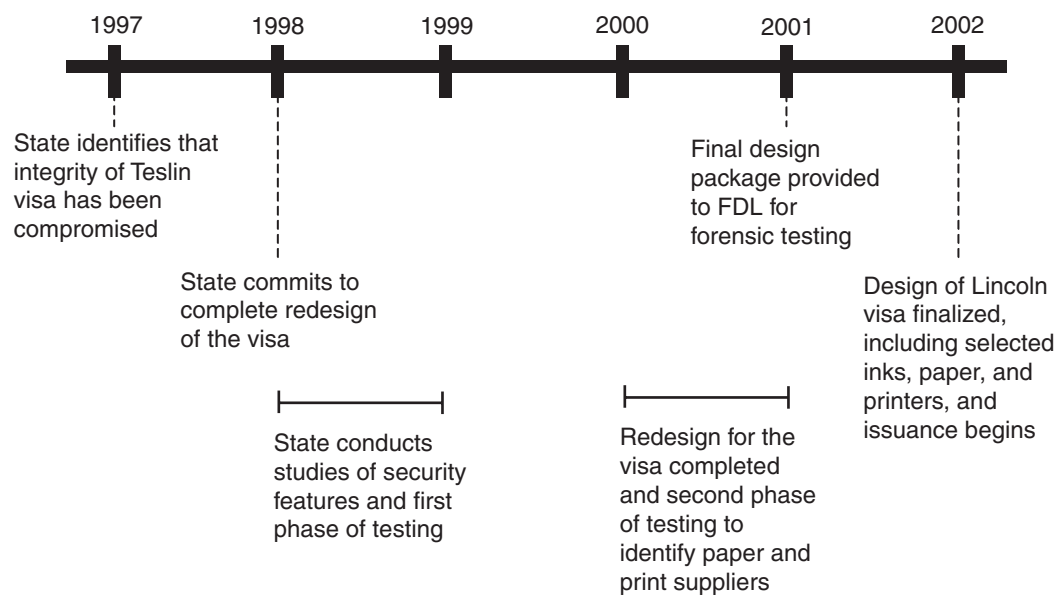 1997
1998
1999
2000
2001
2002
State identifies that
integrity of Teslin
visa has been
compromised
State commits to
complete redesign
of the visa
State conducts
studies of security
features and first
phase of testing
Redesign for the
visa completed
and second phase
of testing to
identify paper and
print suppliers
Final design
package provided
to FDL for
forensic testing
Design of Lincoln
visa finalized,
including selected
inks, paper, and
printers, and
issuance begins